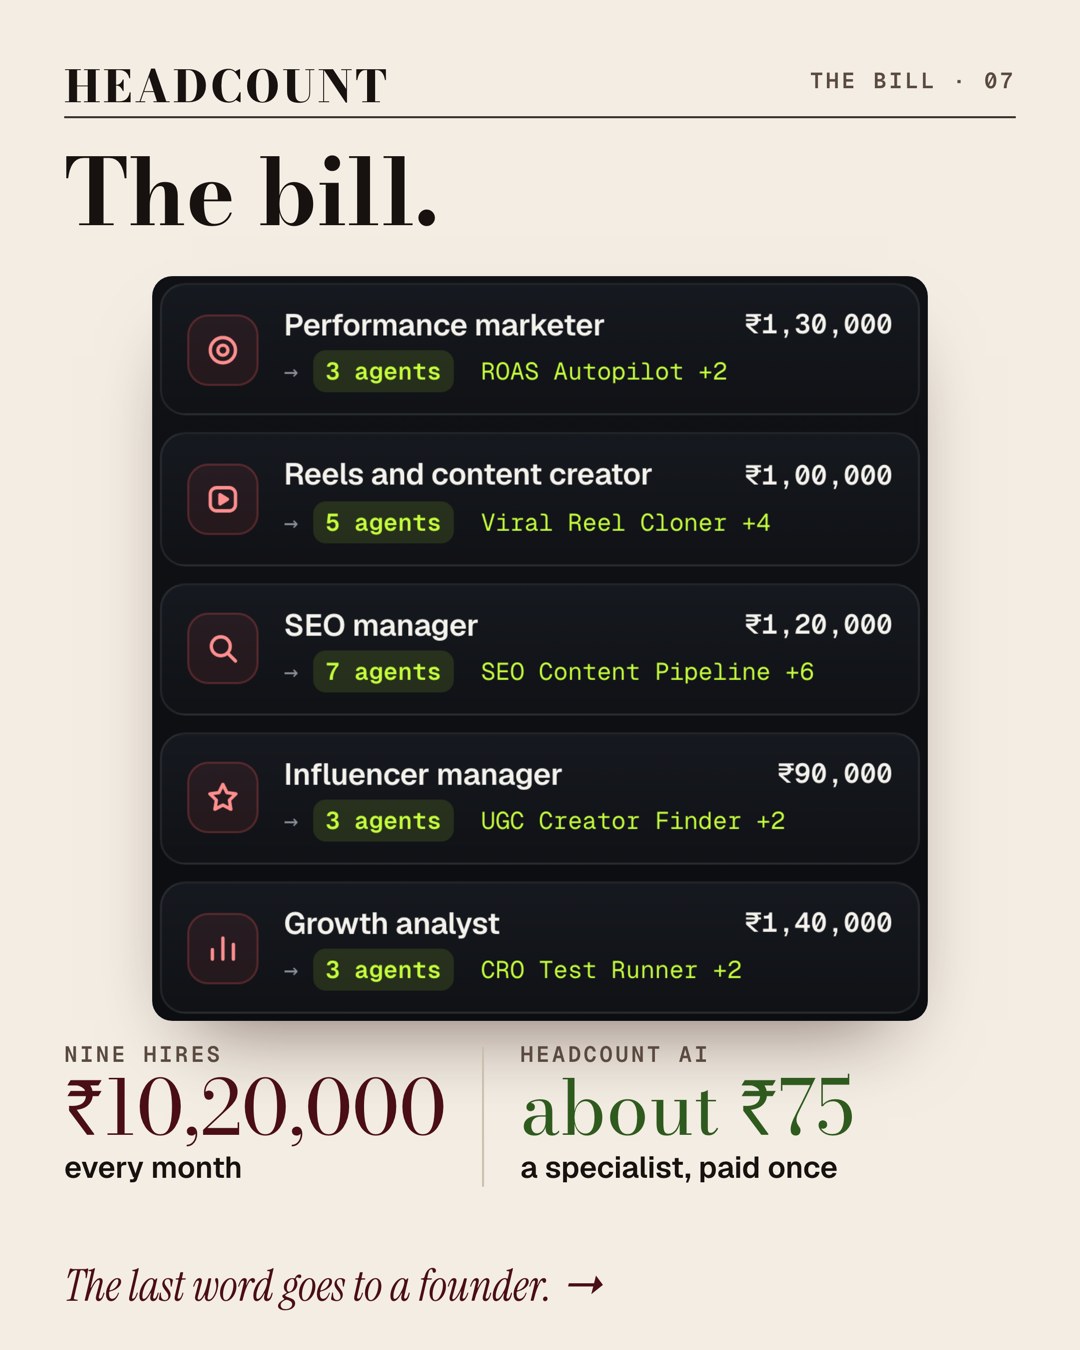 HEADCOUNT
THE BILL · 07
The bill.
Performance marketer ₹1,30,000
→ 3 agents ROAS Autopilot +2
Reels and content creator ₹1,00,000
→ 5 agents Viral Reel Cloner +4
SEO manager ₹1,20,000
→ 7 agents SEO Content Pipeline +6
Influencer manager ₹90,000
→ 3 agents UGC Creator Finder +2
Growth analyst ₹1,40,000
→ 3 agents CRO Test Runner +2
NINE HIRES
₹10,20,000
every month
HEADCOUNT AI
about ₹75
a specialist, paid once
The last word goes to a founder. →